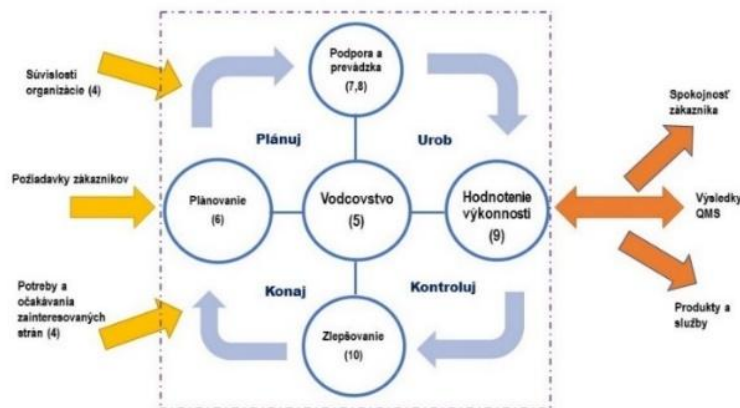 Súvislosti
organizácie (4)
Požiadavky zákazníkov
Potreby a
očakávania
zainteresovaných
strán (4)
Podpora a
prevádzka
(7,8)
Plánuj
Urob
Plánovanie
(6)
Vodcovstvo
(5)
Hodnotenie
výkonnosti
(9)
Konaj
Kontroluj
Zlepšovanie
(10)
Spokojnosť
zákazníka
Výsledky
QMS
Produkty a
služby